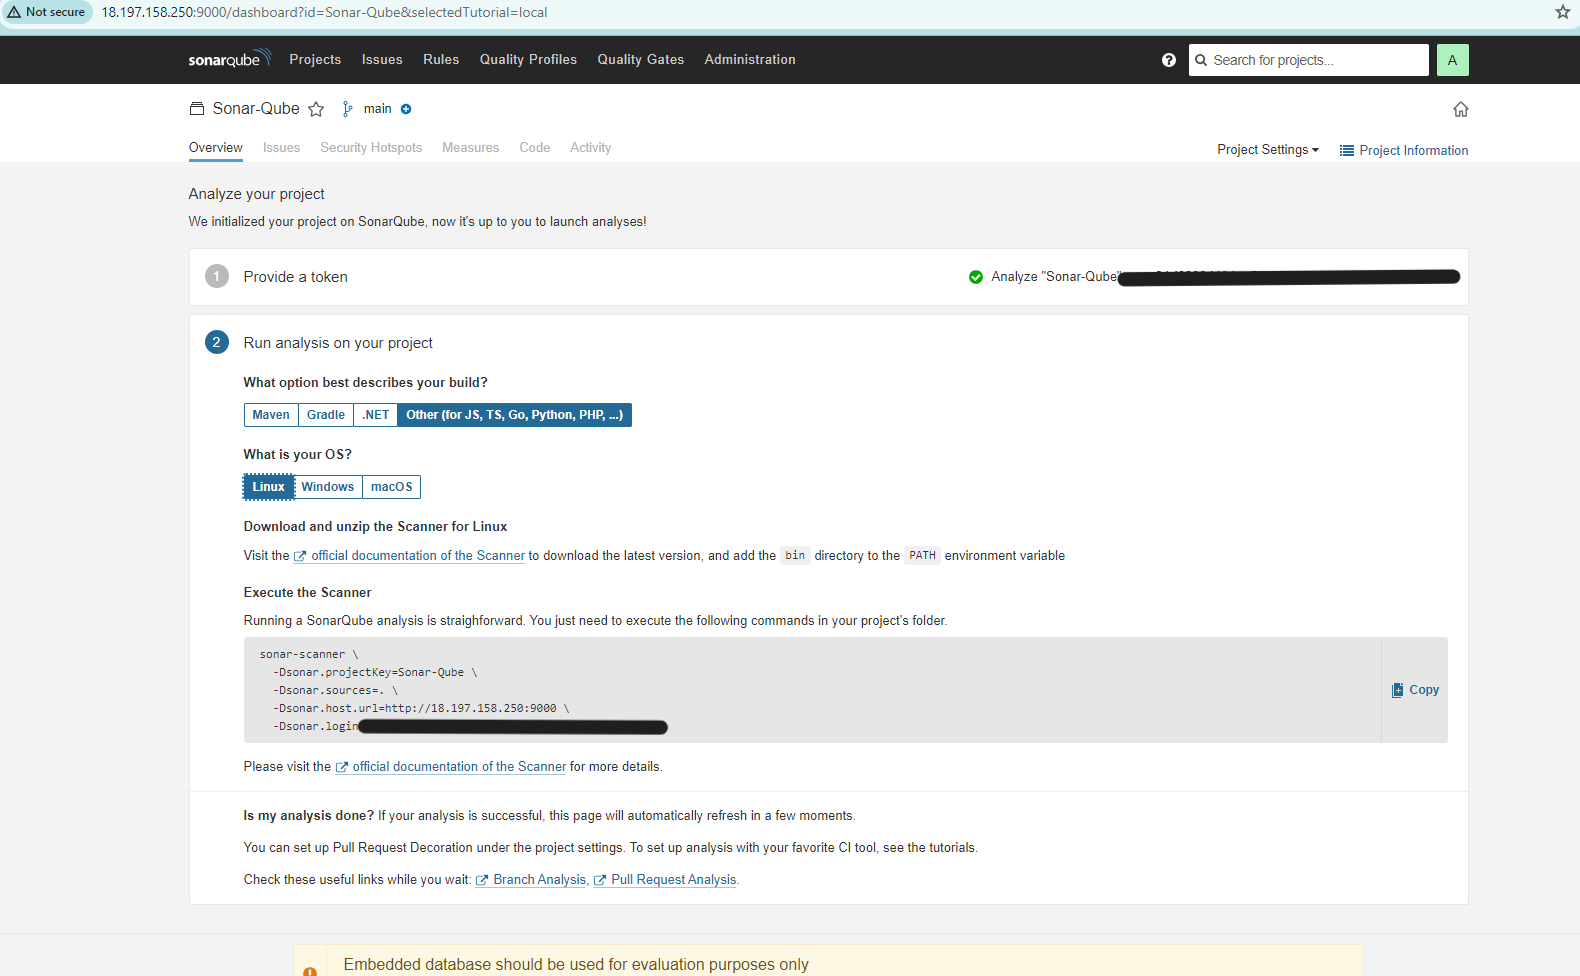 Not secure 18.197.158.250:9000/dashboard?id=Sonar-Qube&selectedTutorial=local
sonarqube Projects Issues Rules Quality Profiles Quality Gates Administration ? Search for projects... A
Sonar-Qube main
Overview Issues Security Hotspots Measures Code Activity Project Settings Project Information
Analyze your project
We initialized your project on SonarQube, now it's up to you to launch analyses!
1 Provide a token Analyze "Sonar-Qube"
2 Run analysis on your project
What option best describes your build?
Maven Gradle .NET Other (for JS, TS, Go, Python, PHP, ...)
What is your OS?
Linux Windows macOS
Download and unzip the Scanner for Linux
Visit the official documentation of the Scanner to download the latest version, and add the bin directory to the PATH environment variable
Execute the Scanner
Running a SonarQube analysis is straighforward. You just need to execute the following commands in your project's folder.
sonar-scanner \
-Dsonar.projectKey=Sonar-Qube \
-Dsonar.sources=. \
-Dsonar.host.url=http://18.197.158.250:9000 \
-Dsonar.login
Copy
Please visit the official documentation of the Scanner for more details.
Is my analysis done? If your analysis is successful, this page will automatically refresh in a few moments.
You can set up Pull Request Decoration under the project settings. To set up analysis with your favorite CI tool, see the tutorials.
Check these useful links while you wait: Branch Analysis, Pull Request Analysis.
Embedded database should be used for evaluation purposes only